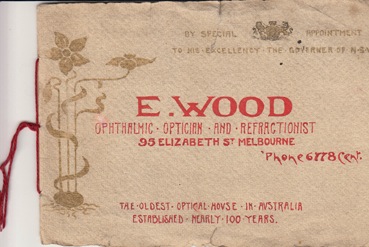 BY SPECIAL APPOINTMENT
TO HIS EXCELLENCY · THE GOVERNER OF N·S·W
E. WOOD
OPHTHALMIC · OPTICIAN · AND · REFRACTIONIST
95 ELIZABETH ST MELBOURNE
'Phone 6778 Cent.
THE · OLDEST · OPTICAL · HOUSE · IN · AUSTRALIA
ESTABLISHED · NEARLY · 100 · YEARS.